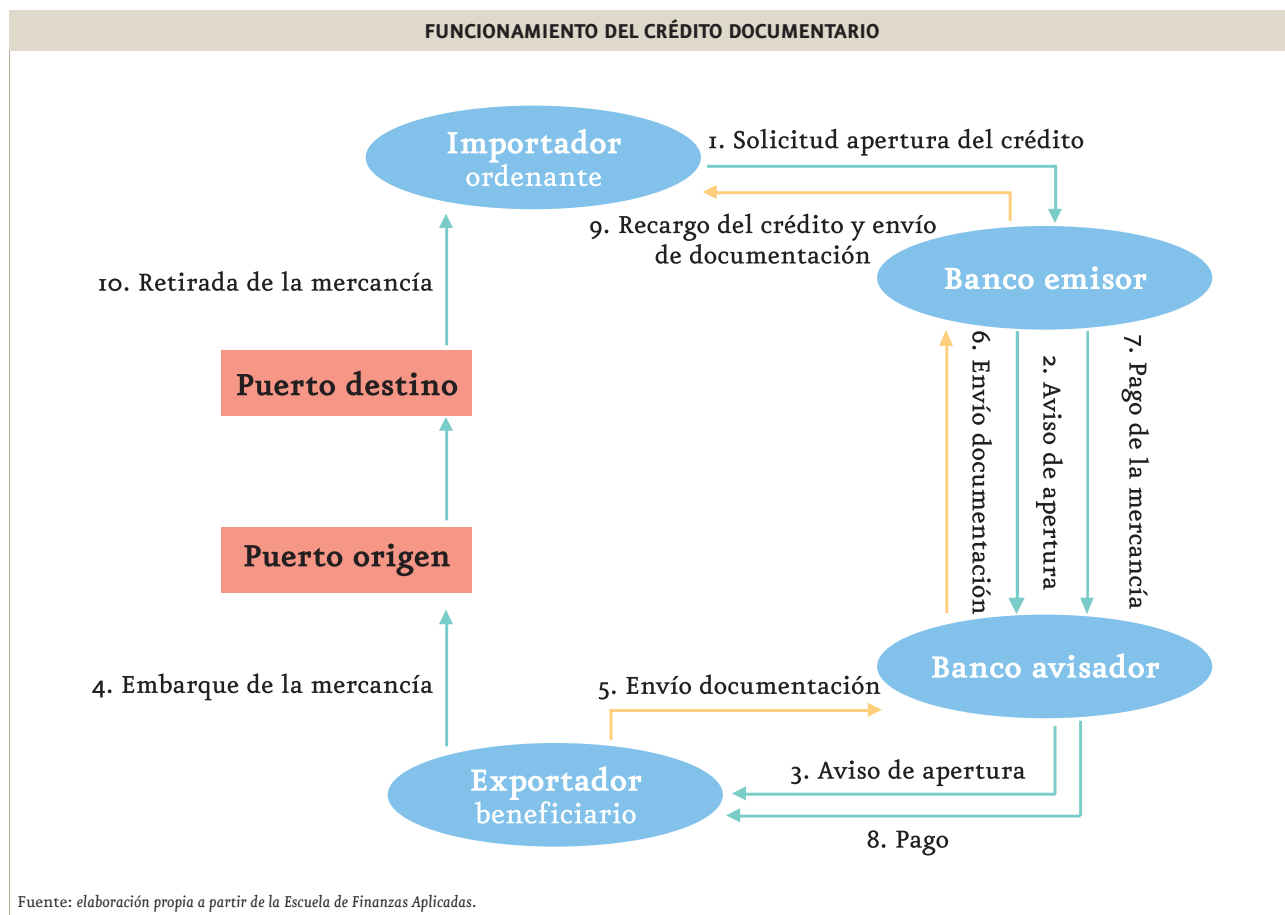 FUNCIONAMIENTO DEL CRÉDITO DOCUMENTARIO
Importador
ordenante
1. Solicitud apertura del crédito
9. Recargo del crédito y envío
de documentación
Banco emisor
10. Retirada de la mercancía
6. Envío documentación
2. Aviso de apertura
7. Pago de la mercancía
Puerto destino
Puerto origen
Banco avisador
4. Embarque de la mercancía
5. Envío documentación
Exportador
beneficiario
3. Aviso de apertura
8. Pago
Fuente: elaboración propia a partir de la Escuela de Finanzas Aplicadas.